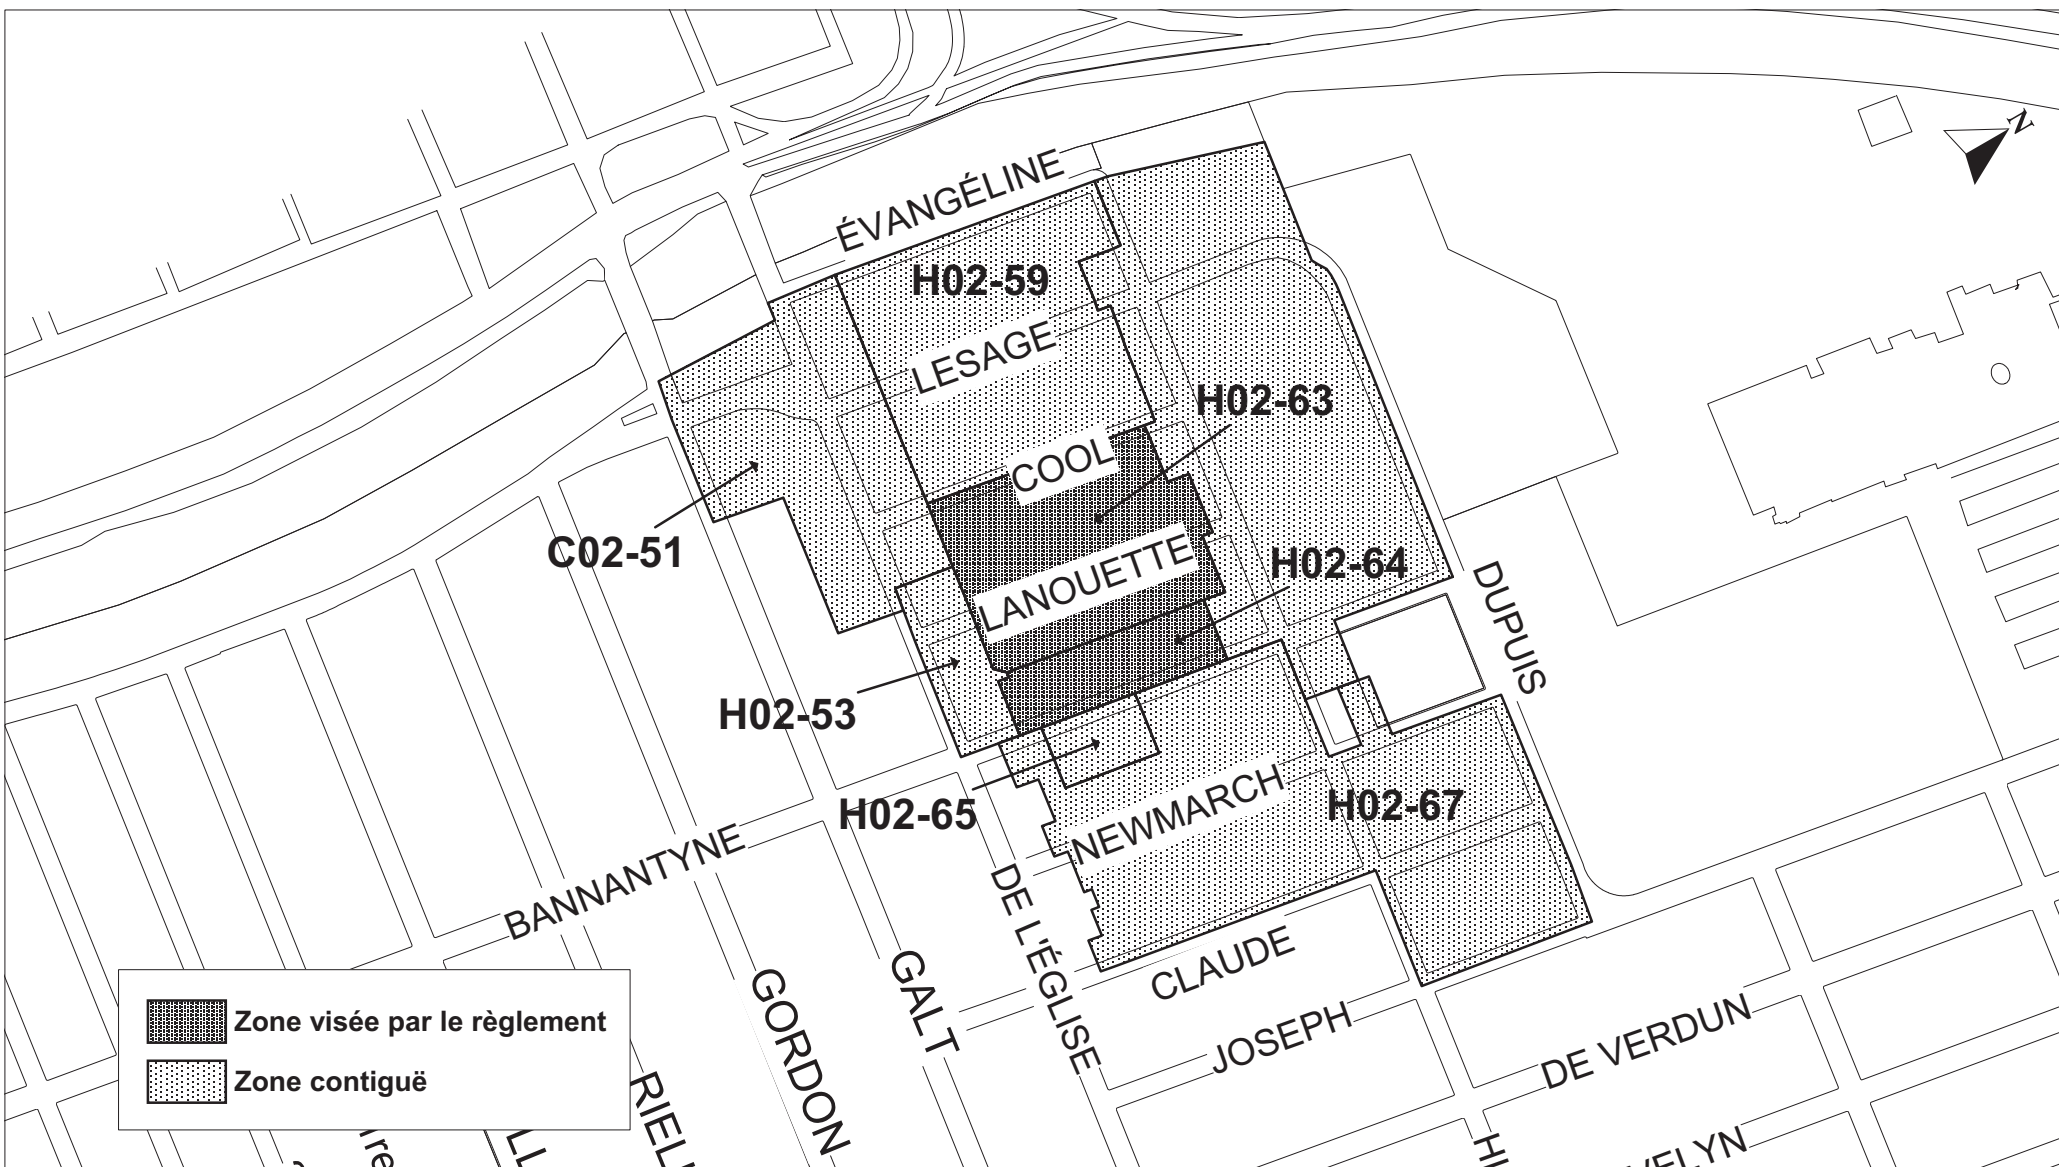 N
ÉVANGÉLINE
H02-59
LESAGE
H02-63
COOL
C02-51
LANOUETTE
H02-64
DUPUIS
H02-53
H02-65
NEWMARCH
H02-67
BANNANTYNE
DE L'ÉGLISE
GALT
CLAUDE
GORDON
JOSEPH
DE VERDUN
Zone visée par le règlement
Zone contiguë
RIEL